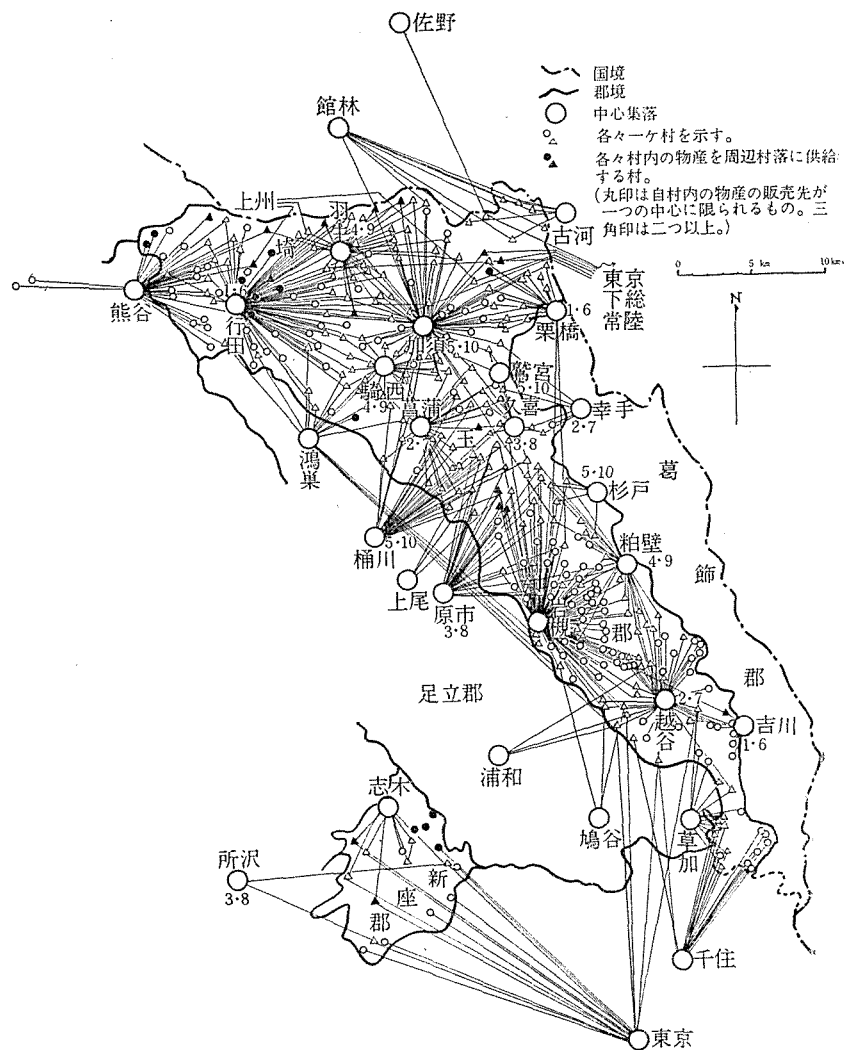 佐野
国境
郡境
中心集落
各々一ケ村を示す。
各々村内の物産を周辺村落に供給
する村。
(丸印は自村内の物産の販売先が
一つの中心に限られるもの。三
角印は二つ以上。)
館林
上州
羽
4・9
埼
古河
0 5km 10km
東京
下総
常陸
N
6
熊谷
行
田
5・10
栗橋
1・6
鷲宮
5・10
騎西
4・9
菖蒲
玉
喜
3・8
幸手
2・7
鴻
巣
5・10
杉戸
葛
飾
郡
桶川
5・10
上尾
原市
3・8
粕壁
4・9
郡
足立郡
2・7
越
谷
吉川
1・6
浦和
志木
鳩谷
草
加
所沢
3・8
新
座
郡
千住
東京